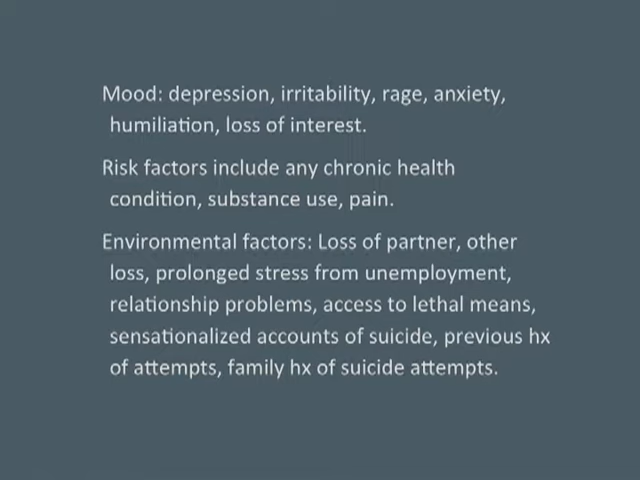 Mood: depression, irritability, rage, anxiety,
humiliation, loss of interest.
Risk factors include any chronic health
condition, substance use, pain.
Environmental factors: Loss of partner, other
loss, prolonged stress from unemployment,
relationship problems, access to lethal means,
sensationalized accounts of suicide, previous hx
of attempts, family hx of suicide attempts.